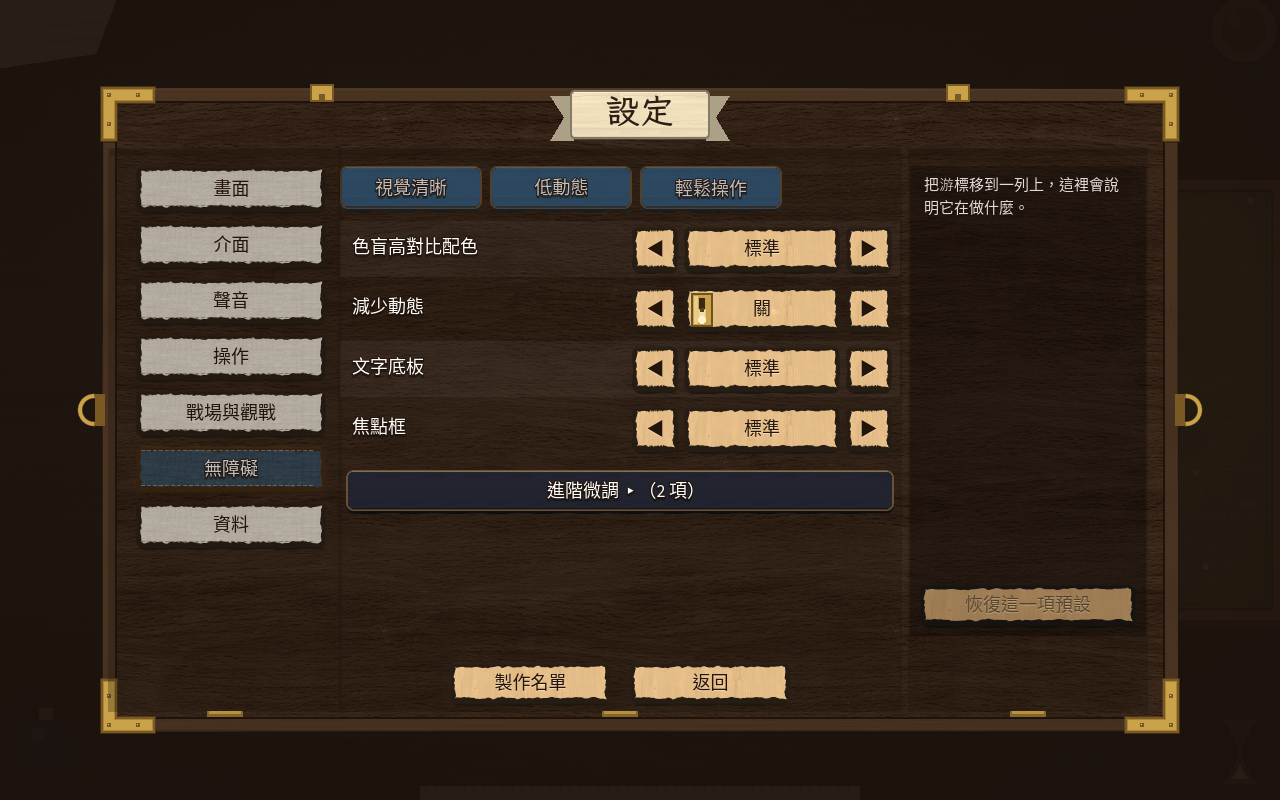 設定
畫面
介面
聲音
操作
戰場與觀戰
無障礙
資料
視覺清晰
低動態
輕鬆操作
色盲高對比配色
◀ 標準 ▶
減少動態
◀ 關 ▶
文字底板
◀ 標準 ▶
焦點框
◀ 標準 ▶
進階微調 ▸ （2 項）
把游標移到一列上，這裡會說
明它在做什麼。
恢復這一項預設
製作名單
返回